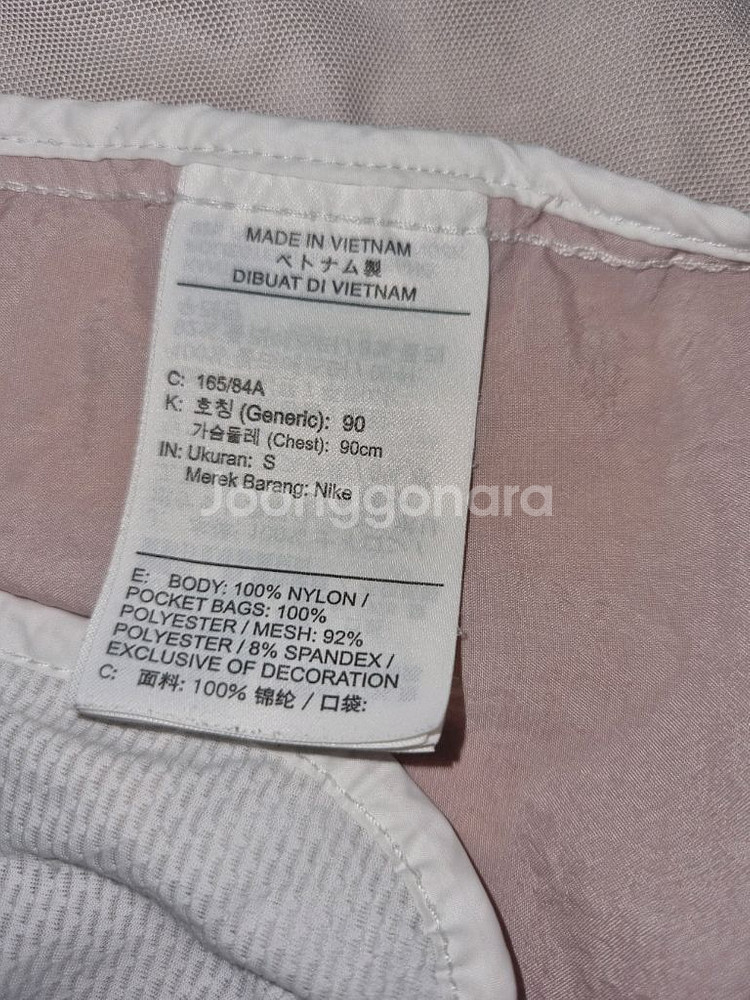 MADE IN VIETNAM
ベトナム製
DIBUAT DI VIETNAM
C: 165/84A
K: 호칭 (Generic): 90
가슴둘레 (Chest): 90cm
IN: Ukuran: S
Merek Barang: Nike
Joonggonara
E: BODY: 100% NYLON /
POCKET BAGS: 100%
POLYESTER / MESH: 92%
POLYESTER / 8% SPANDEX /
EXCLUSIVE OF DECORATION
C: 面料: 100% 锦纶 / 口袋: